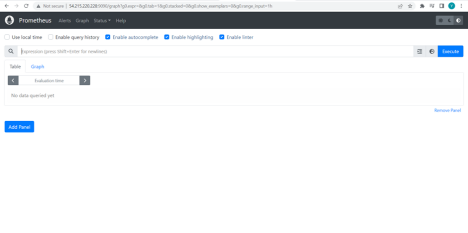 Not secure | 54.215.220.228:9090/graph?g0.expr=&g0.tab=1&g0.stacked=0&g0.show_exemplars=0&g0.range_input=1h
Prometheus Alerts Graph Status Help
Use local time Enable query history Enable autocomplete Enable highlighting Enable linter
Expression (press Shift+Enter for newlines) Execute
Table Graph
Evaluation time
No data queried yet
Remove Panel
Add Panel